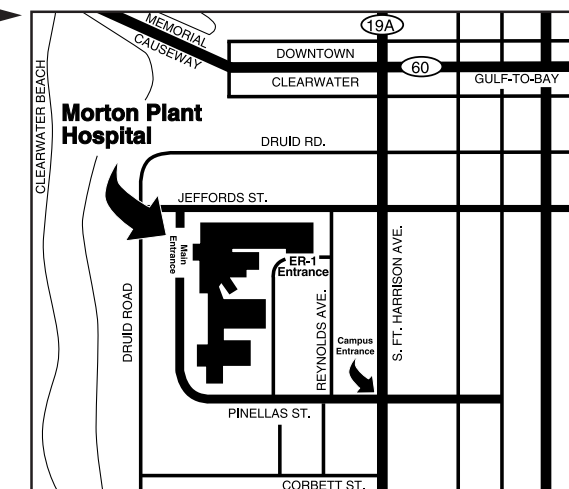 19A
MEMORIAL
CAUSEWAY
DOWNTOWN
60
CLEARWATER
GULF-TO-BAY
CLEARWATER BEACH
Morton Plant
Hospital
DRUID RD.
JEFFORDS ST.
Main
Entrance
ER-1
Entrance
S. FT. HARRISON AVE.
DRUID ROAD
REYNOLDS AVE.
Campus
Entrance
PINELLAS ST.
CORBETT ST.